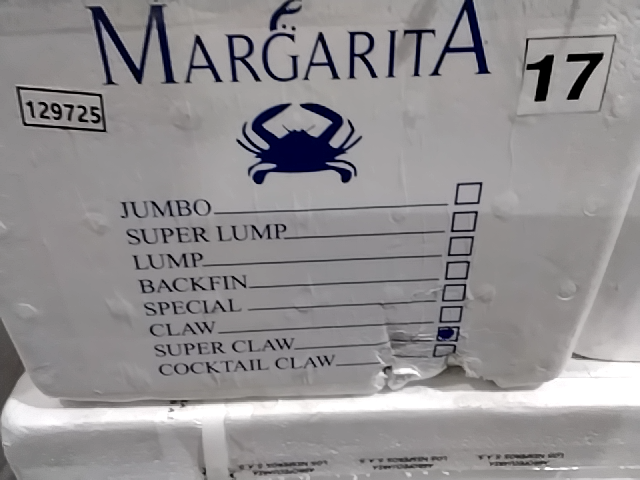 MARGARITA
17
129725
JUMBO
SUPER LUMP
LUMP
BACKFIN
SPECIAL
CLAW
SUPER CLAW
COCKTAIL CLAW